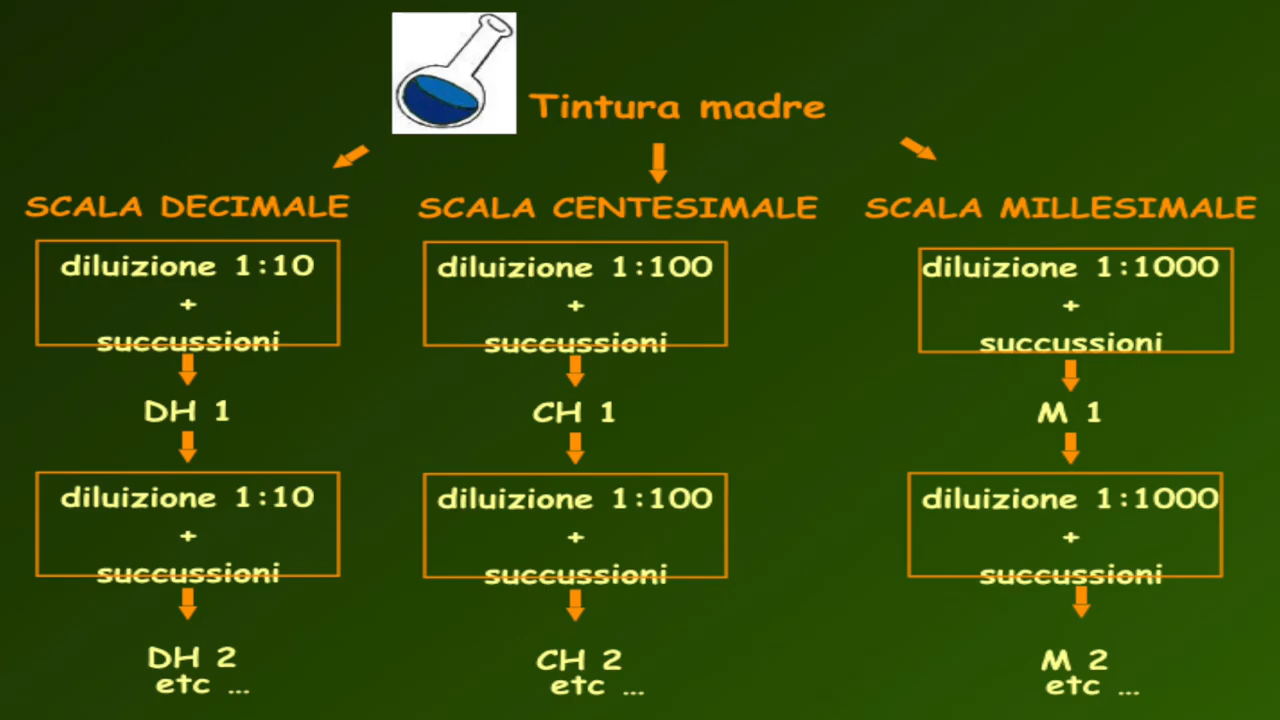 Tintura madre
SCALA DECIMALE
diluizione 1:10
+
succussioni
DH 1
diluizione 1:10
+
succussioni
DH 2
etc ...
SCALA CENTESIMALE
diluizione 1:100
+
succussioni
CH 1
diluizione 1:100
+
succussioni
CH 2
etc ...
SCALA MILLESIMALE
diluizione 1:1000
+
succussioni
M 1
diluizione 1:1000
+
succussioni
M 2
etc ...